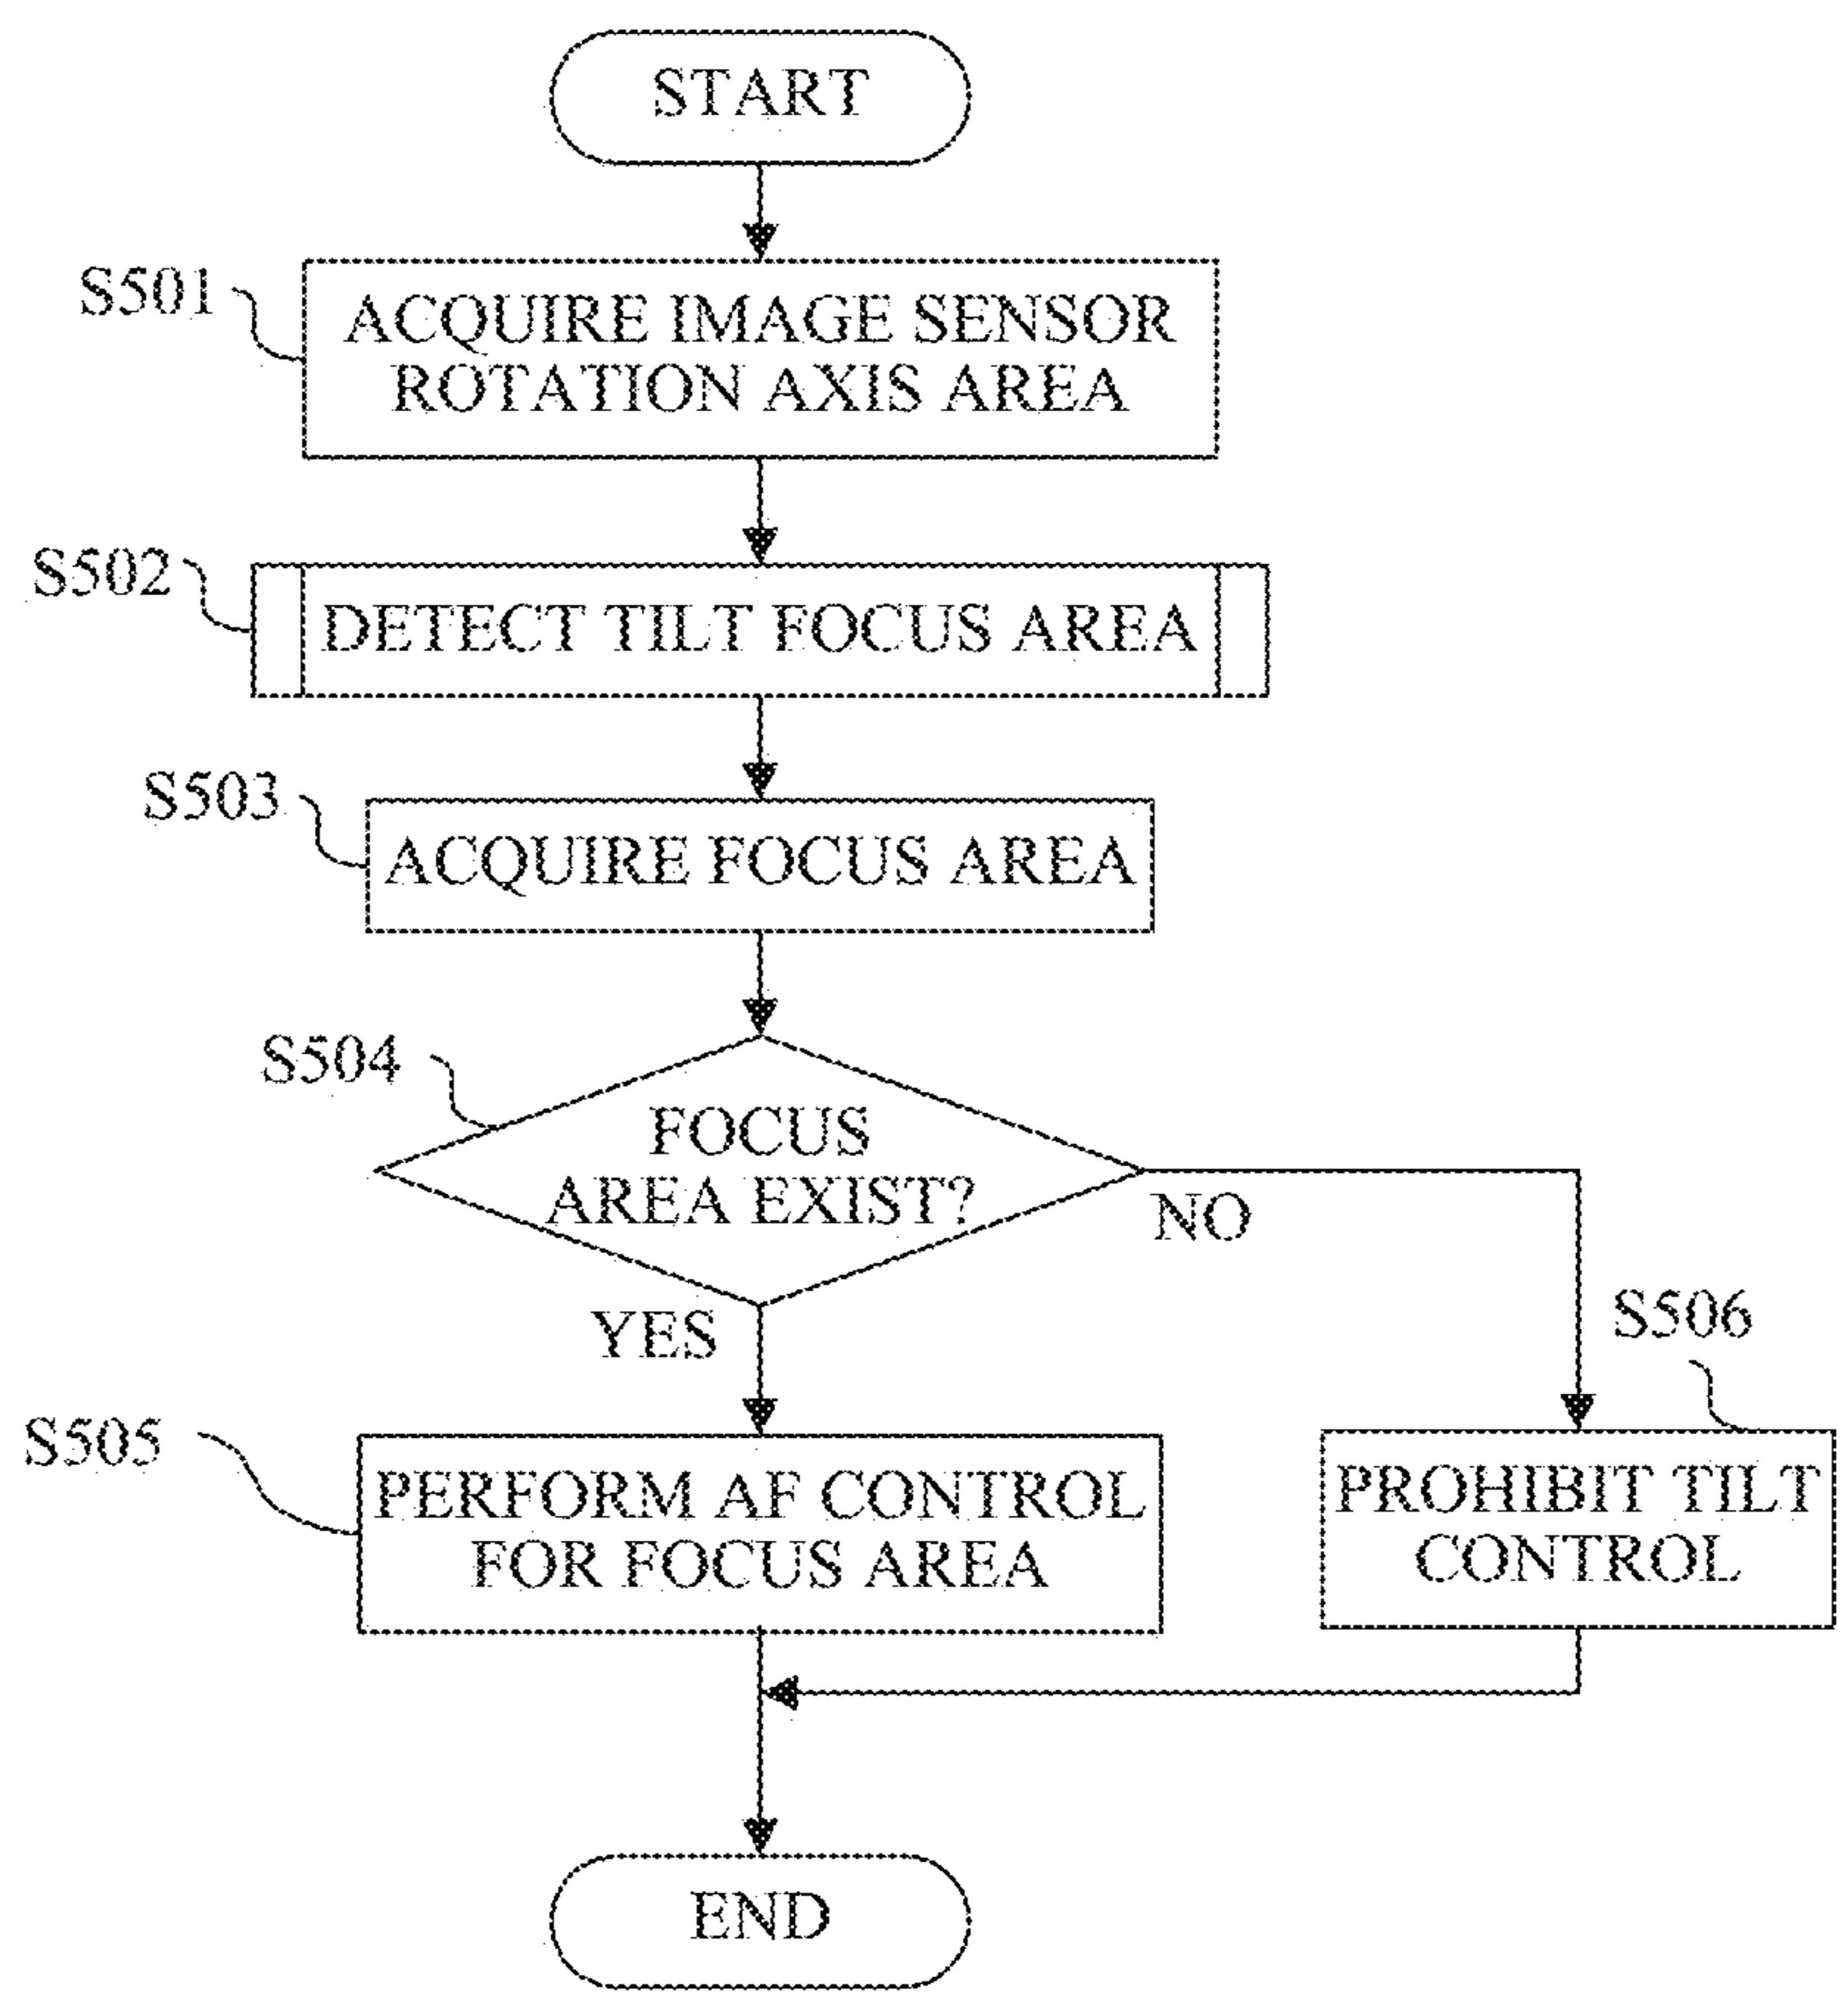 START
S501
ACQUIRE IMAGE SENSOR
ROTATION AXIS AREA
S502
DETECT TILT FOCUS AREA
S503
ACQUIRE FOCUS AREA
S504
FOCUS
AREA EXIST?
NO
YES
S505
PERFORM AF CONTROL
FOR FOCUS AREA
S506
PROHIBIT TILT
CONTROL
END